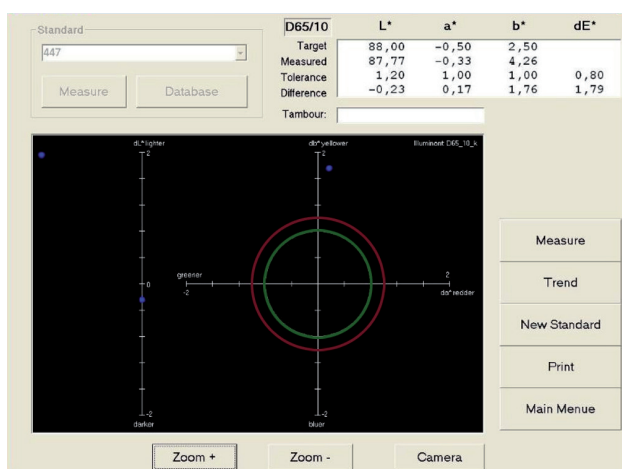 Standard
447
Measure Database
D65/10 L* a* b* dE*
Target 88,00 -0,50 2,50
Measured 87,77 -0,33 4,26
Tolerance 1,20 1,00 1,00 0,80
Difference -0,23 0,17 1,76 1,79
Tambour:
dL* lighter
2
0
-2
darker
db* yellower
2
Illuminant D65_10_k
greener
-2
2
da* redder
-2
bluer
Measure
Trend
New Standard
Print
Main Menue
Zoom +
Zoom -
Camera